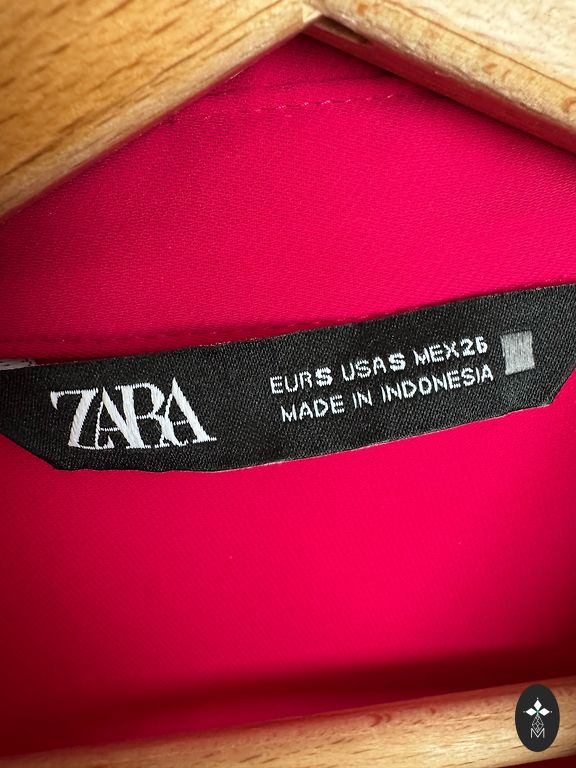 ZARA
EUR S USA S MEX 26
MADE IN INDONESIA
M